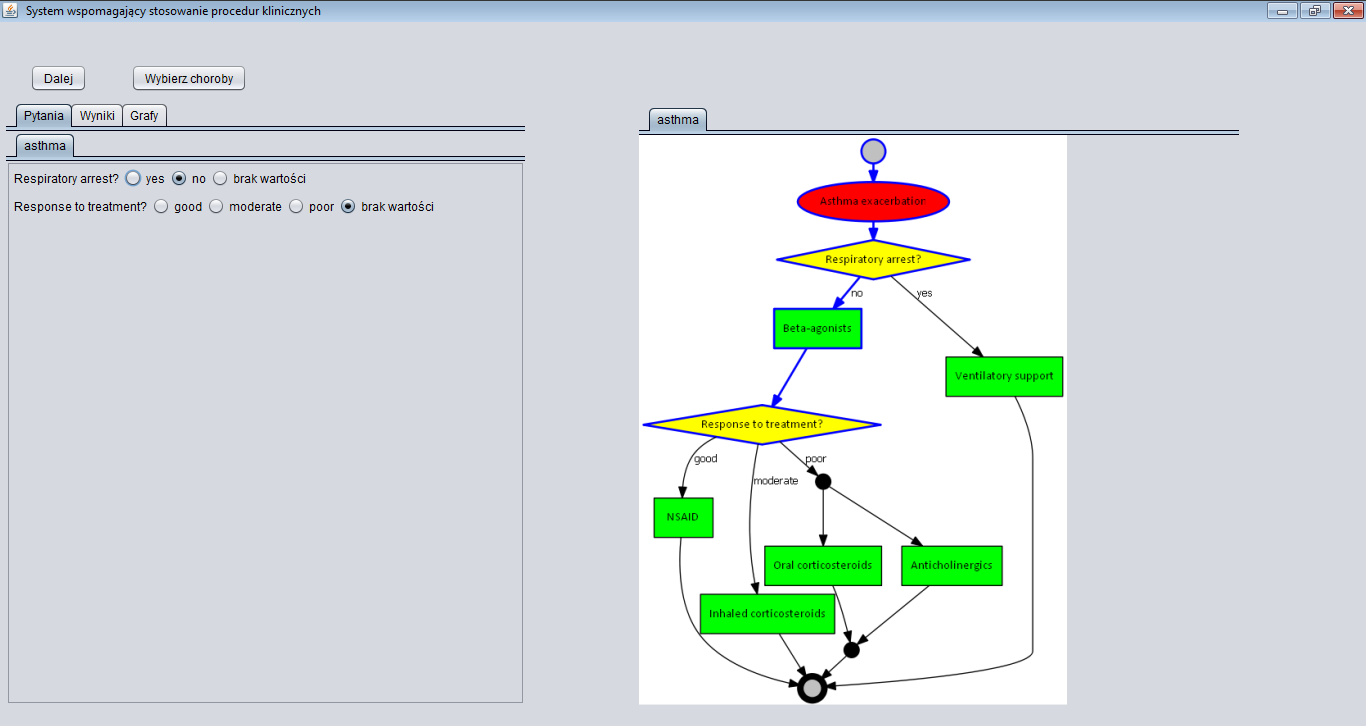 System wspomagający stosowanie procedur klinicznych
Dalej
Wybierz choroby
Pytania Wyniki Grafy
asthma
Respiratory arrest? yes no brak wartości
Response to treatment? good moderate poor brak wartości
asthma
Asthma exacerbation
Respiratory arrest?
no
yes
Beta-agonists
Ventilatory support
Response to treatment?
good
moderate
poor
NSAID
Oral corticosteroids
Anticholinergics
Inhaled corticosteroids